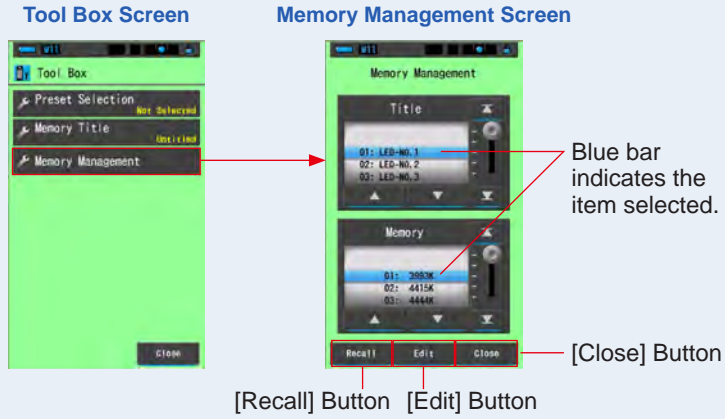 Tool Box Screen
Memory Management Screen
W11
Tool Box
Preset Selection
Not Selected
Memory Title
Untitled
Memory Management
Close
W11
Memory Management
Title
01: LED-NO.1
02: LED-NO.2
03: LED-NO.3
Memory
01: 3993K
02: 4415K
03: 4444K
Recall Edit Close
Blue bar
indicates the
item selected.
[Close] Button
[Recall] Button [Edit] Button